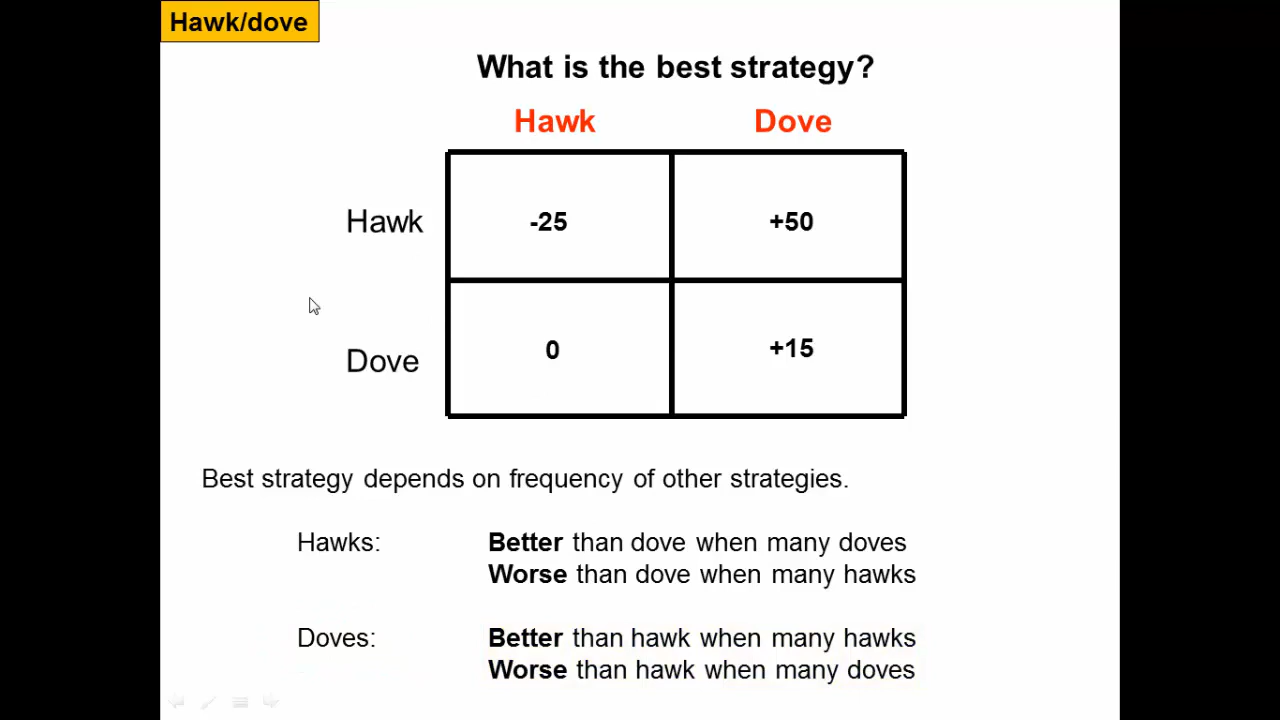 Hawk/dove
What is the best strategy?
Hawk Dove
Hawk -25 +50
Dove 0 +15
Best strategy depends on frequency of other strategies.
Hawks: Better than dove when many doves
Worse than dove when many hawks
Doves: Better than hawk when many hawks
Worse than hawk when many doves